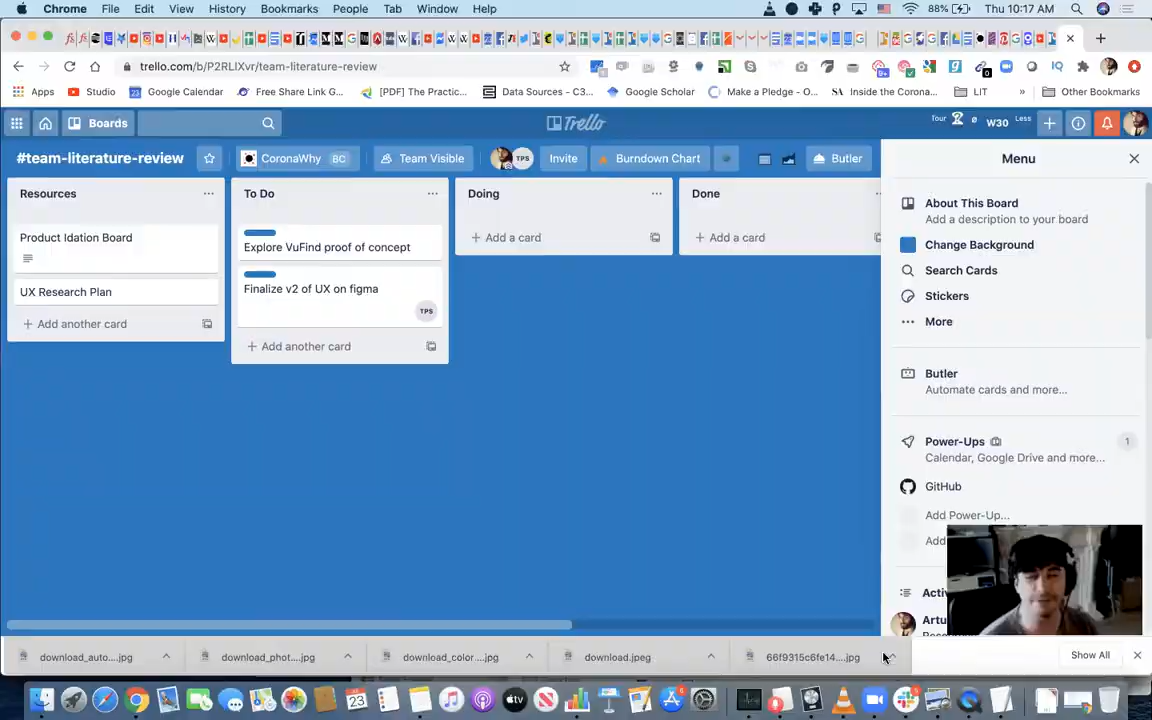 Chrome File Edit View History Bookmarks People Tab Window Help 88% Thu 10:17 AM
trello.com/b/P2RLIXvr/team-literature-review
Apps Studio Google Calendar Free Share Link G... [PDF] The Practic... Data Sources - C3... Google Scholar Make a Pledge - O... Inside the Corona... LIT » Other Bookmarks
Boards Trello Tour W30 Less
#team-literature-review CoronaWhy BC Team Visible TPS Invite Burndown Chart Butler Menu
Resources ... To Do ... Doing ... Done
Product Idation Board
UX Research Plan
+ Add another card
Explore VuFind proof of concept
Finalize v2 of UX on figma
TPS
+ Add another card
+ Add a card
+ Add a card
About This Board
Add a description to your board
Change Background
Search Cards
Stickers
More
Butler
Automate cards and more...
Power-Ups 1
Calendar, Google Drive and more...
GitHub
Add Power-Up...
Add
Activ
Artu
download_auto....jpg download_phot....jpg download_color....jpg download.jpeg 66f9315c6fe14....jpg Show All
23